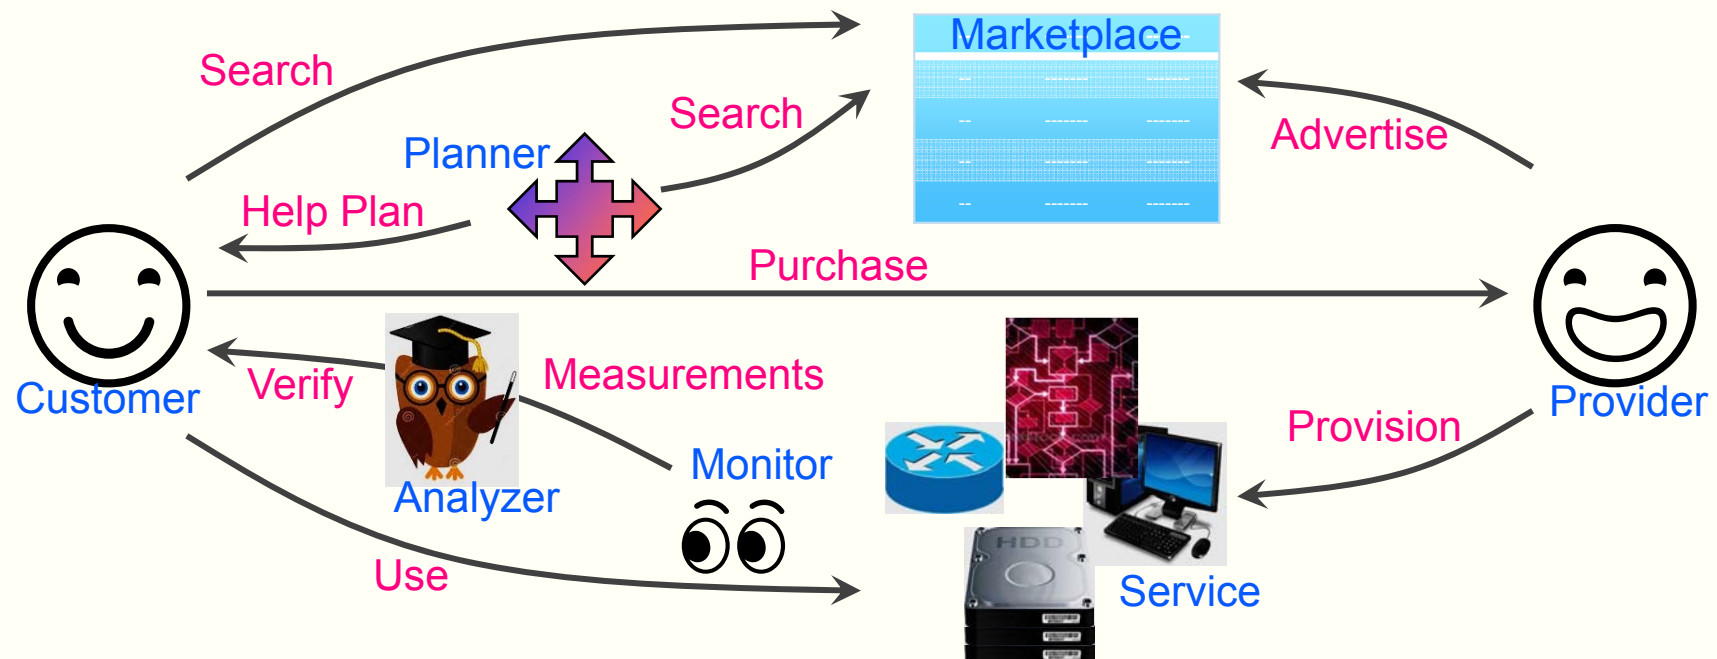 Marketplace
-- ------- -------
-- ------- -------
-- ------- -------
-- ------- -------
Search
Search
Advertise
Planner
Help Plan
Purchase
Customer
Verify
Measurements
Provider
Provision
Monitor
Analyzer
HDD
Use
Service